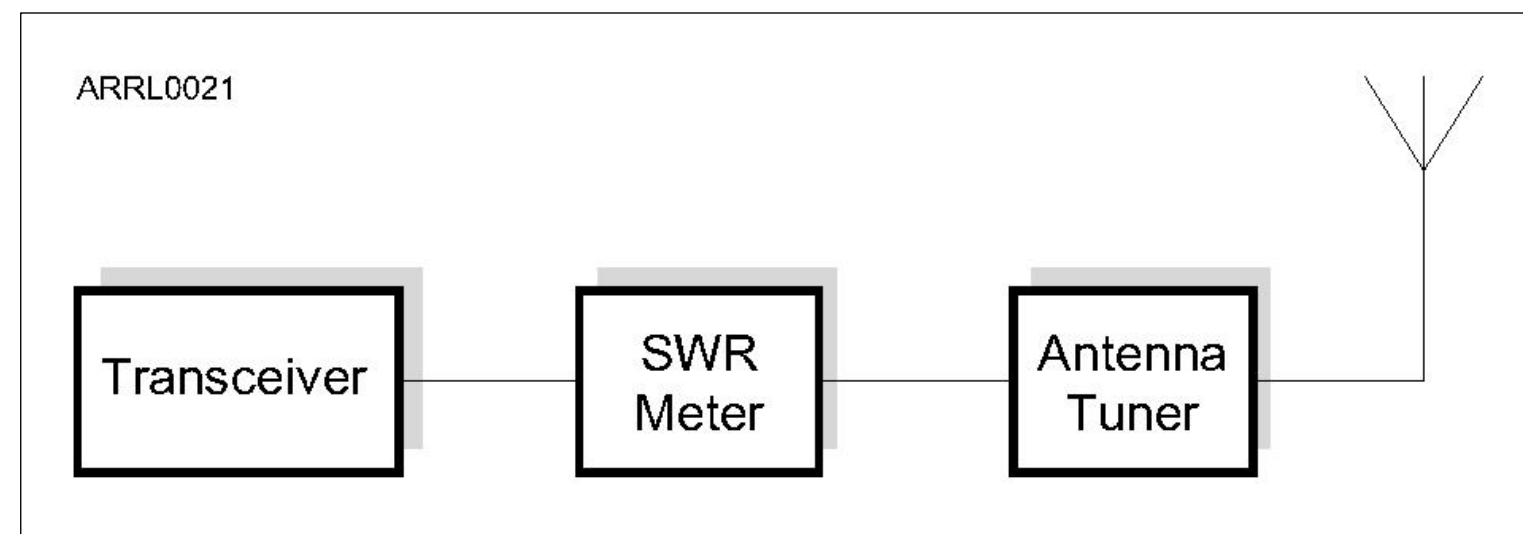 ARRL0021
Transceiver
SWR
Meter
Antenna
Tuner